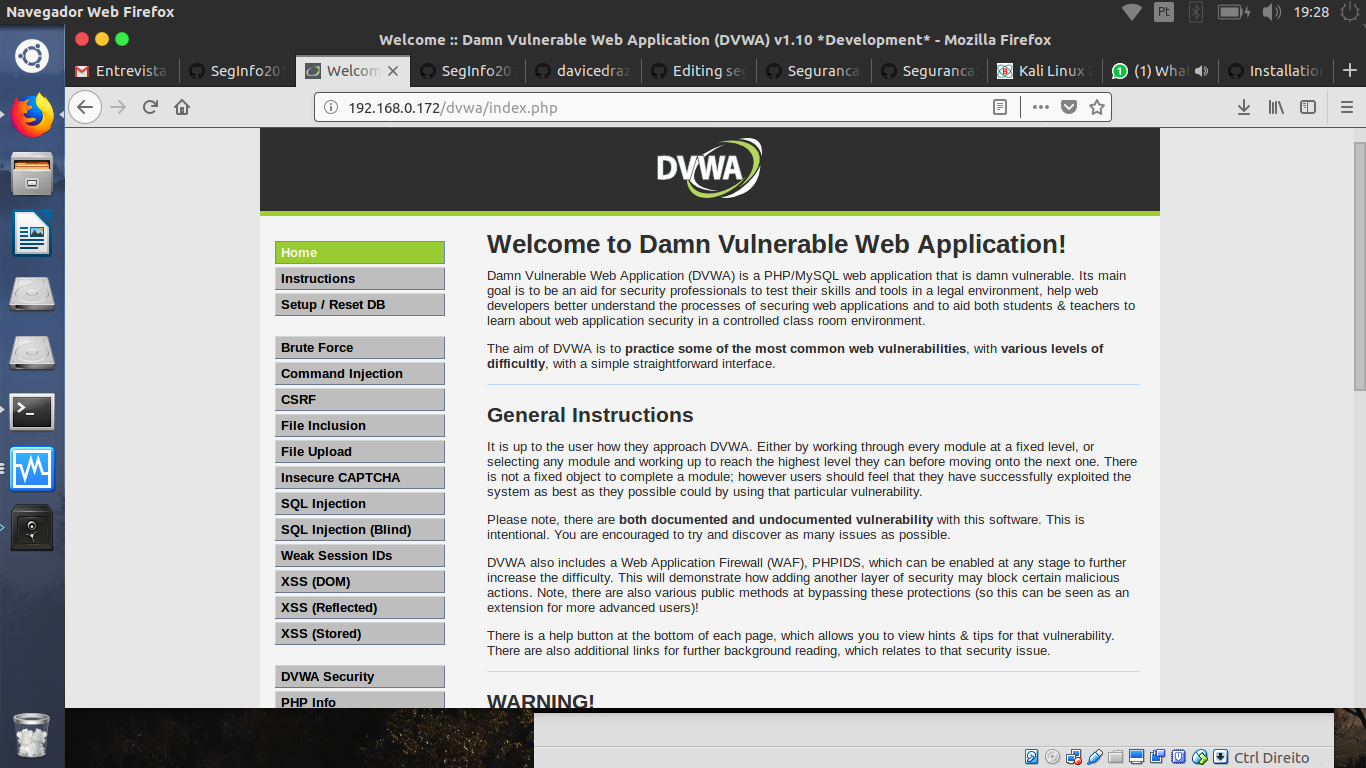 Navegador Web Firefox
Pt
19:28
Welcome :: Damn Vulnerable Web Application (DVWA) v1.10 *Development* - Mozilla Firefox
Entrevista
SegInfo201
Welcom
SegInfo20
davicedraz
Editing seg
Seguranca
Seguranca
Kali Linux
(1) What
Installation
192.168.0.172/dvwa/index.php
DVWA
Home
Instructions
Setup / Reset DB
Brute Force
Command Injection
CSRF
File Inclusion
File Upload
Insecure CAPTCHA
SQL Injection
SQL Injection (Blind)
Weak Session IDs
XSS (DOM)
XSS (Reflected)
XSS (Stored)
DVWA Security
PHP Info
Welcome to Damn Vulnerable Web Application!
Damn Vulnerable Web Application (DVWA) is a PHP/MySQL web application that is damn vulnerable. Its main
goal is to be an aid for security professionals to test their skills and tools in a legal environment, help web
developers better understand the processes of securing web applications and to aid both students & teachers to
learn about web application security in a controlled class room environment.
The aim of DVWA is to practice some of the most common web vulnerabilities, with various levels of
difficultly, with a simple straightforward interface.
General Instructions
It is up to the user how they approach DVWA. Either by working through every module at a fixed level, or
selecting any module and working up to reach the highest level they can before moving onto the next one. There
is not a fixed object to complete a module; however users should feel that they have successfully exploited the
system as best as they possible could by using that particular vulnerability.
Please note, there are both documented and undocumented vulnerability with this software. This is
intentional. You are encouraged to try and discover as many issues as possible.
DVWA also includes a Web Application Firewall (WAF), PHPIDS, which can be enabled at any stage to further
increase the difficulty. This will demonstrate how adding another layer of security may block certain malicious
actions. Note, there are also various public methods at bypassing these protections (so this can be seen as an
extension for more advanced users)!
There is a help button at the bottom of each page, which allows you to view hints & tips for that vulnerability.
There are also additional links for further background reading, which relates to that security issue.
WARNING!
Ctrl Direito